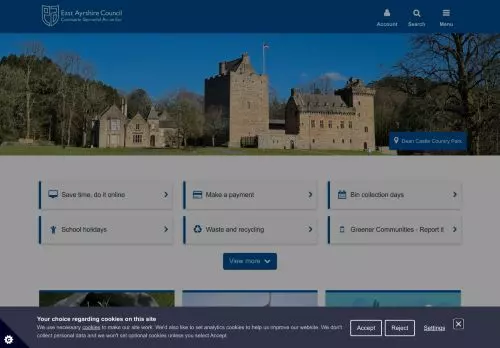 East Ayrshire Council
Comhairle Siorrachd Àir an Ear
Account
Search
Menu
Dean Castle Country Park
Save time, do it online
Make a payment
Bin collection days
School holidays
Waste and recycling
Greener Communities - Report it
View more
Your choice regarding cookies on this site
We use necessary cookies to make our site work. We'd also like to set analytics cookies to help us improve our website. We don't
collect personal data and we won't set optional cookies unless you select Accept.
Accept
Reject
Settings